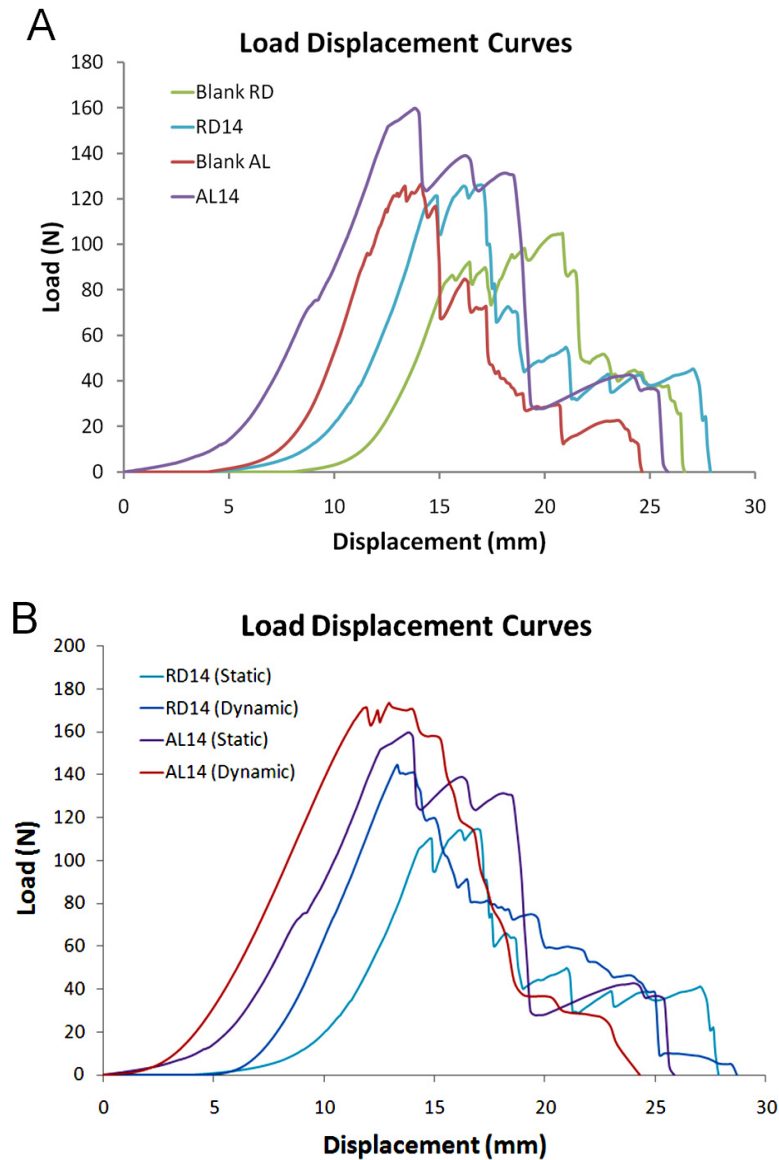 A
Load Displacement Curves
180
160
140
120
100
80
60
40
20
0
Load (N)
Blank RD
RD14
Blank AL
AL14
0 5 10 15 20 25 30
Displacement (mm)
B
Load Displacement Curves
200
180
160
140
120
100
80
60
40
20
0
Load (N)
RD14 (Static)
RD14 (Dynamic)
AL14 (Static)
AL14 (Dynamic)
0 5 10 15 20 25 30
Displacement (mm)